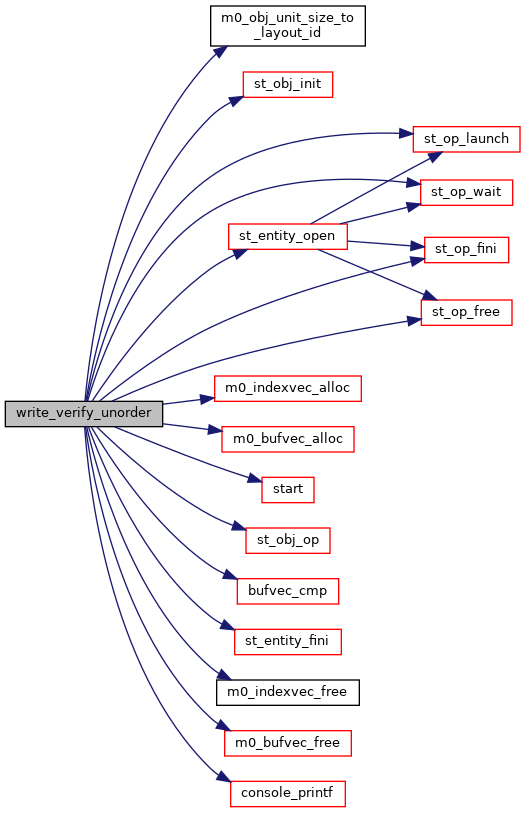 m0_obj_unit_size_to
_layout_id
st_obj_init
st_op_launch
st_op_wait
st_entity_open
st_op_fini
st_op_free
m0_indexvec_alloc
write_verify_unorder
m0_bufvec_alloc
start
st_obj_op
bufvec_cmp
st_entity_fini
m0_indexvec_free
m0_bufvec_free
console_printf